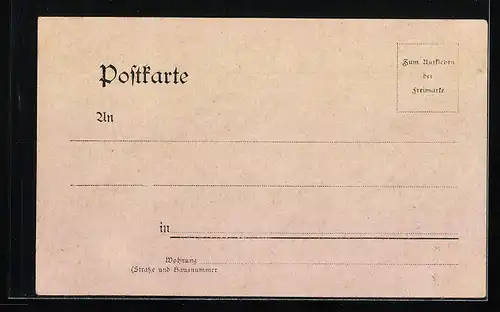 Postkarte
Zum Aufkleben
der
Freimarke
An
in
Wohnung
(Straße und Hausnummer